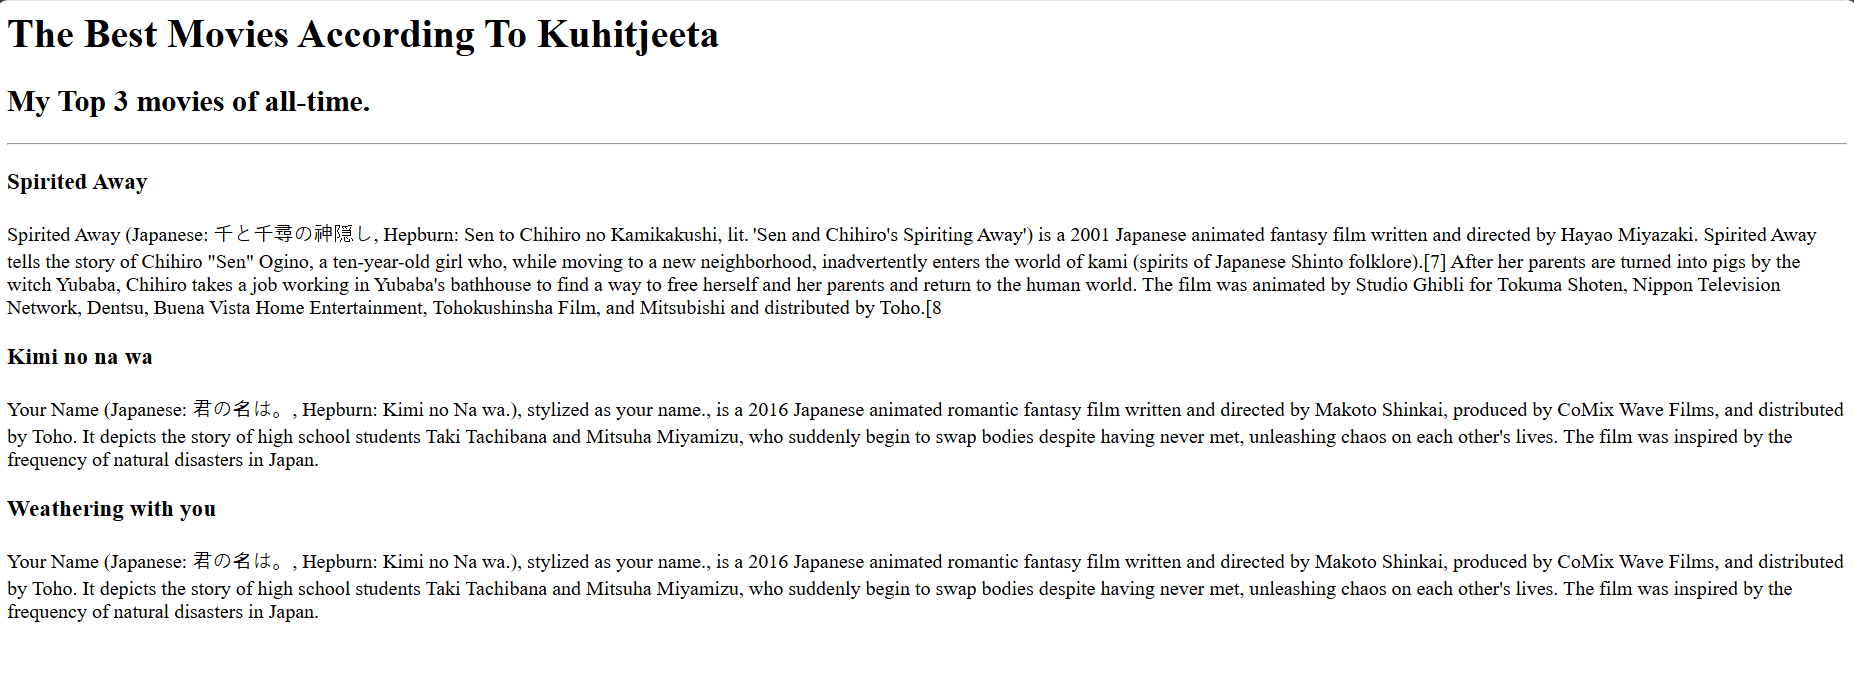 The Best Movies According To Kuhitjeeta
My Top 3 movies of all-time.
Spirited Away
Spirited Away (Japanese: 千と千尋の神隠し, Hepburn: Sen to Chihiro no Kamikakushi, lit. 'Sen and Chihiro's Spiriting Away') is a 2001 Japanese animated fantasy film written and directed by Hayao Miyazaki. Spirited Away
tells the story of Chihiro "Sen" Ogino, a ten-year-old girl who, while moving to a new neighborhood, inadvertently enters the world of kami (spirits of Japanese Shinto folklore).[7] After her parents are turned into pigs by the
witch Yubaba, Chihiro takes a job working in Yubaba's bathhouse to find a way to free herself and her parents and return to the human world. The film was animated by Studio Ghibli for Tokuma Shoten, Nippon Television
Network, Dentsu, Buena Vista Home Entertainment, Tohokushinsha Film, and Mitsubishi and distributed by Toho.[8
Kimi no na wa
Your Name (Japanese: 君の名は。, Hepburn: Kimi no Na wa.), stylized as your name., is a 2016 Japanese animated romantic fantasy film written and directed by Makoto Shinkai, produced by CoMix Wave Films, and distributed
by Toho. It depicts the story of high school students Taki Tachibana and Mitsuha Miyamizu, who suddenly begin to swap bodies despite having never met, unleashing chaos on each other's lives. The film was inspired by the
frequency of natural disasters in Japan.
Weathering with you
Your Name (Japanese: 君の名は。, Hepburn: Kimi no Na wa.), stylized as your name., is a 2016 Japanese animated romantic fantasy film written and directed by Makoto Shinkai, produced by CoMix Wave Films, and distributed
by Toho. It depicts the story of high school students Taki Tachibana and Mitsuha Miyamizu, who suddenly begin to swap bodies despite having never met, unleashing chaos on each other's lives. The film was inspired by the
frequency of natural disasters in Japan.